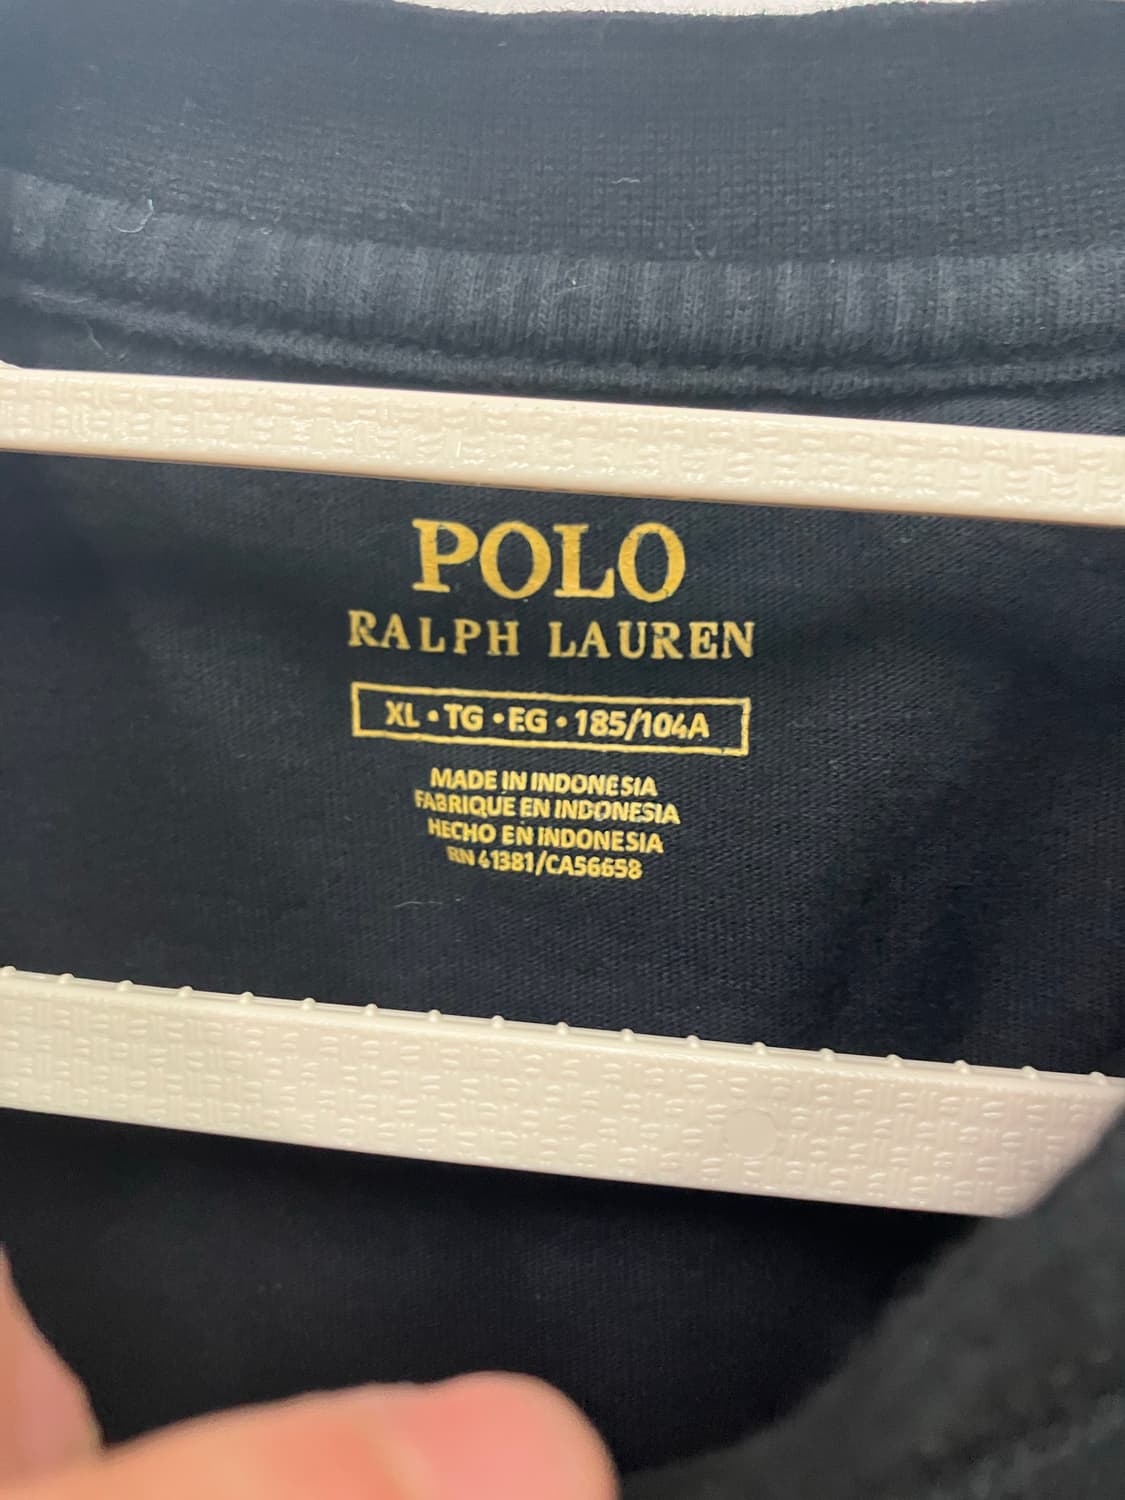 POLO
RALPH LAUREN
XL • TG • EG • 185/104A
MADE IN INDONESIA
FABRIQUE EN INDONESIA
HECHO EN INDONESIA
RN 41381/CA56658